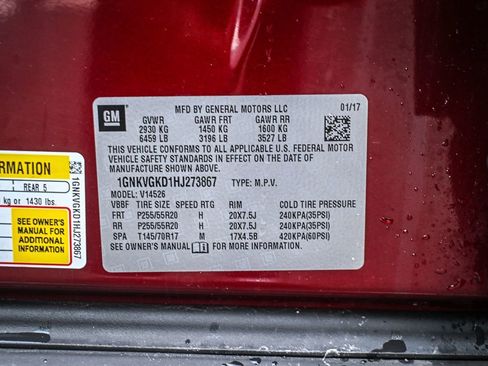 GM
MFD BY GENERAL MOTORS LLC
01/17
GVWR GAWR FRT GAWR RR
2930 KG 1450 KG 1600 KG
6459 LB 3196 LB 3527 LB
THIS VEHICLE CONFORMS TO ALL APPLICABLE U.S. FEDERAL MOTOR
VEHICLE SAFETY STANDARDS IN EFFECT ON THE DATE OF
MANUFACTURE SHOWN ABOVE.
1GNKVGKD1HJ273867 TYPE: M.P.V.
MODEL: V14526
VBBF TIRE SIZE SPEED RTG RIM COLD TIRE PRESSURE
FRT P255/55R20 H 20X7.5J 240KPA(35PSI)
RR P255/55R20 H 20X7.5J 240KPA(35PSI)
SPA T145/70R17 M 17X4.5B 420KPA(60PSI)
SEE OWNER'S MANUAL FOR MORE INFORMATION.
ORMATION
REAR 5
kg or 1430 lbs.
SEE OWNER'S
MANUAL FOR
ADDITIONAL
INFORMATION
1GNKVGKD1HJ273867